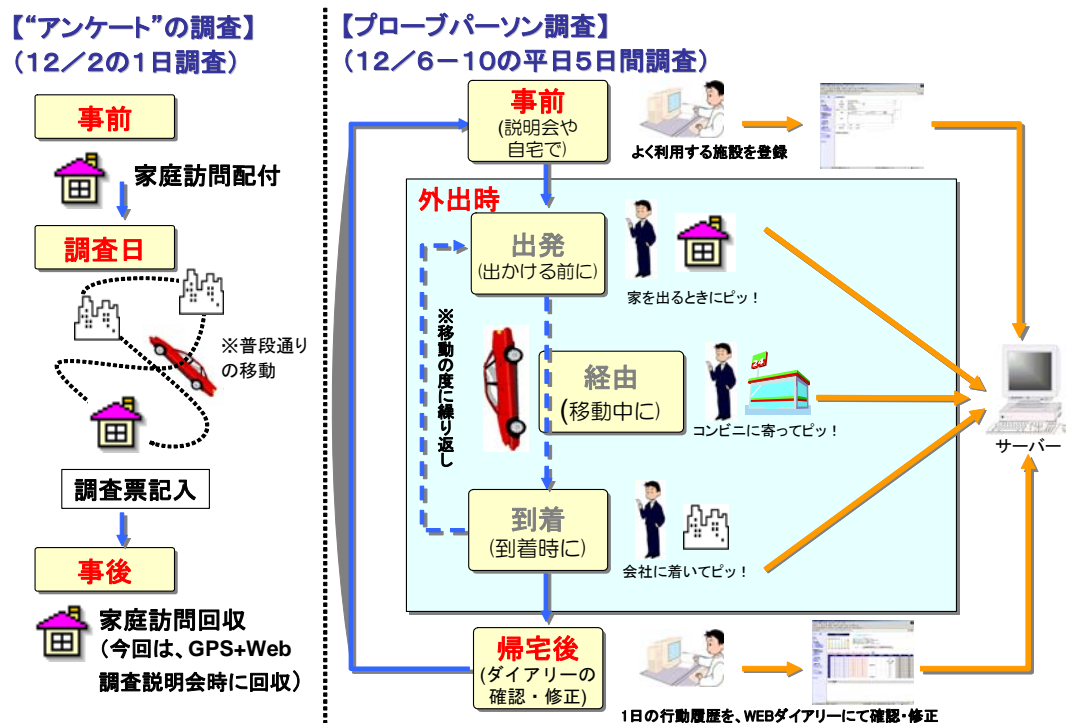 【“アンケート”の調査】
(12/2の1日調査)
事前
家庭訪問配付
調査日
※普段通り
の移動
調査票記入
事後
家庭訪問回収
(今回は、GPS+Web
調査説明会時に回収)
【プローブパーソン調査】
(12/6-10の平日5日間調査)
事前
(説明会や
自宅で)
よく利用する施設を登録
外出時
出発
(出かける前に)
家を出るときにピッ!
※移動の度に繰り返し
経由
(移動中に)
コンビニに寄ってピッ!
サーバー
到着
(到着時に)
会社に着いてピッ!
帰宅後
(ダイアリーの
確認・修正)
1日の行動履歴を、WEBダイアリーにて確認・修正